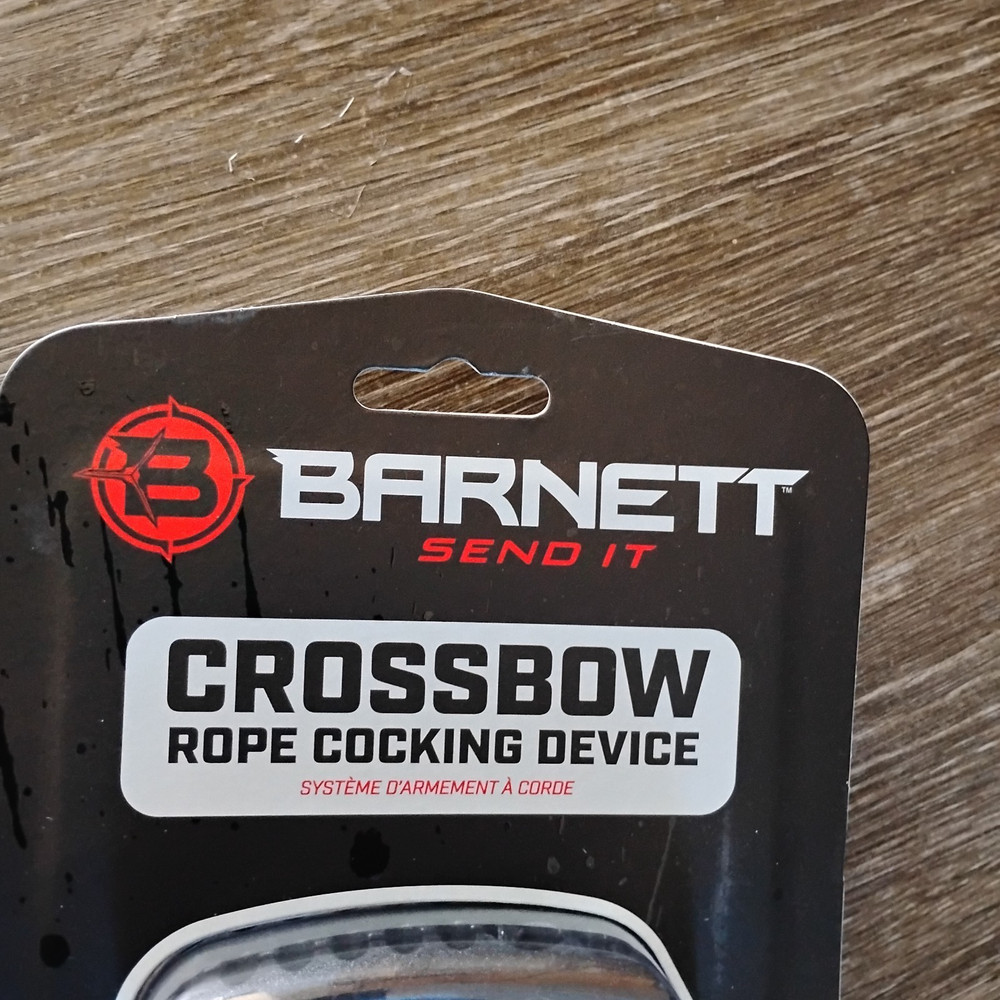 B BARNETT™
SEND IT
CROSSBOW
ROPE COCKING DEVICE
SYSTÈME D'ARMEMENT À CORDE